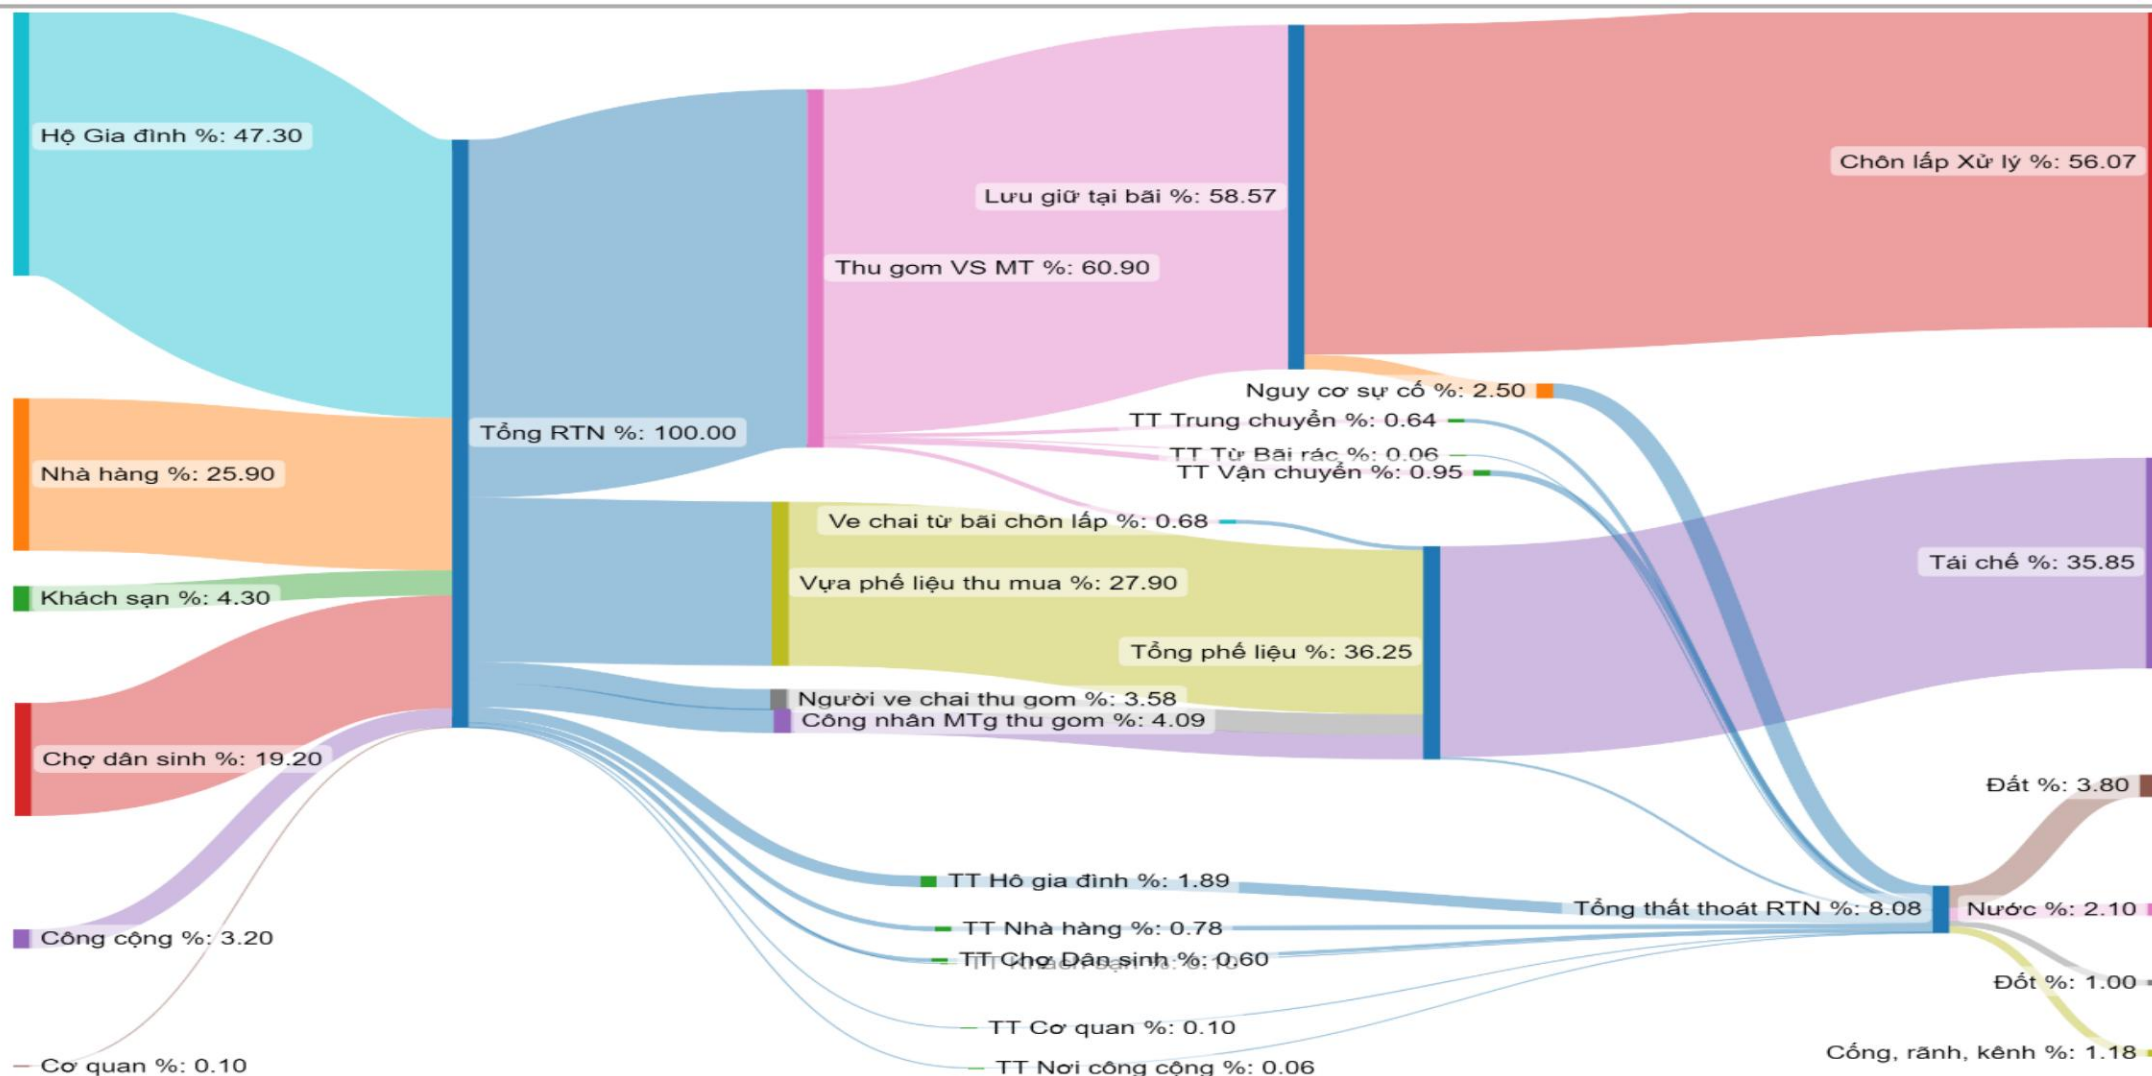 Hộ Gia đình %: 47.30
Nhà hàng %: 25.90
Khách sạn %: 4.30
Chợ dân sinh %: 19.20
Công cộng %: 3.20
Cơ quan %: 0.10
Tổng RTN %: 100.00
Thu gom VS MT %: 60.90
Vựa phế liệu thu mua %: 27.90
Người ve chai thu gom %: 3.58
Công nhân MTg thu gom %: 4.09
TT Hộ gia đình %: 1.89
TT Nhà hàng %: 0.78
TT Chợ Dân sinh %: 0.60
TT Khách sạn %:
TT Cơ quan %: 0.10
TT Nơi công cộng %: 0.06
Lưu giữ tại bãi %: 58.57
Nguy cơ sự cố %: 2.50
TT Trung chuyển %: 0.64
TT Từ Bãi rác %: 0.06
TT Vận chuyển %: 0.95
Ve chai từ bãi chôn lấp %: 0.68
Tổng phế liệu %: 36.25
Tổng thất thoát RTN %: 8.08
Chôn lấp Xử lý %: 56.07
Tái chế %: 35.85
Đất %: 3.80
Nước %: 2.10
Đốt %: 1.00
Cống, rãnh, kênh %: 1.18